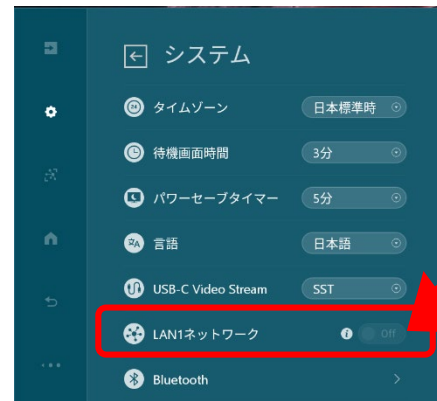 システム
タイムゾーン 日本標準時
待機画面時間 3分
パワーセーブタイマー 5分
言語 日本語
USB-C Video Stream SST
LAN1ネットワーク Off
Bluetooth